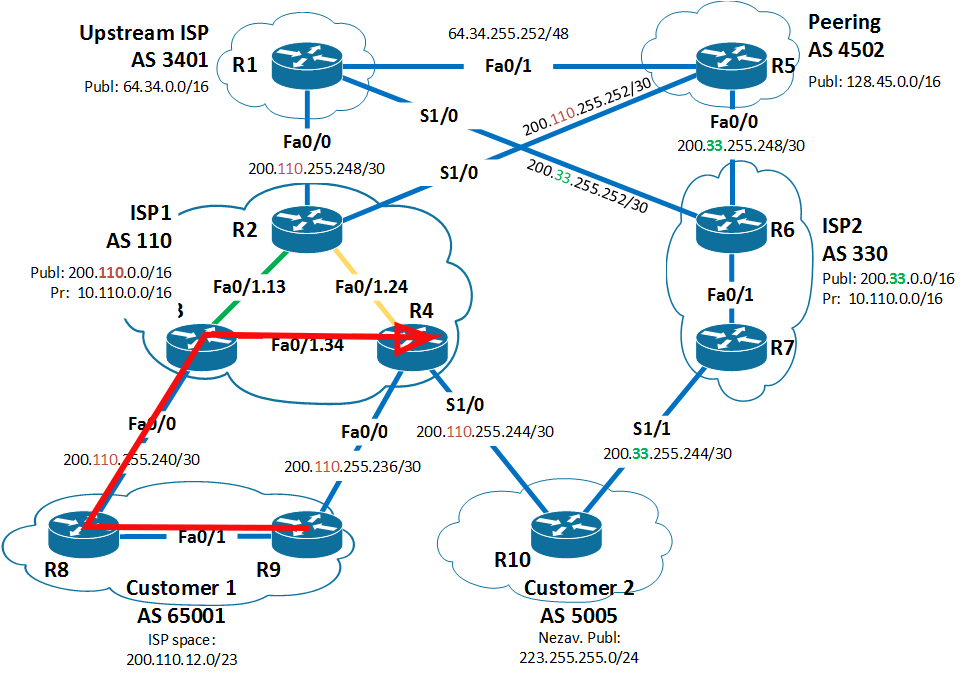 Upstream ISP
AS 3401
Publ: 64.34.0.0/16
R1
64.34.255.252/48
Fa0/1
Peering
AS 4502
R5
Publ: 128.45.0.0/16
S1/0
200.110.255.252/30
Fa0/0
200.110.255.248/30
S1/0
200.33.255.252/30
Fa0/0
200.33.255.248/30
ISP1
AS 110
Publ: 200.110.0.0/16
Pr: 10.110.0.0/16
R2
Fa0/1.13
Fa0/1.24
R4
Fa0/1.34
R6
ISP2
AS 330
Publ: 200.33.0.0/16
Pr: 10.110.0.0/16
Fa0/1
R7
Fa0/0
200.110.255.240/30
Fa0/0
200.110.255.236/30
S1/0
200.110.255.244/30
S1/1
200.33.255.244/30
R8
Fa0/1
R9
Customer 1
AS 65001
ISP space:
200.110.12.0/23
R10
Customer 2
AS 5005
Nezav. Publ:
223.255.255.0/24